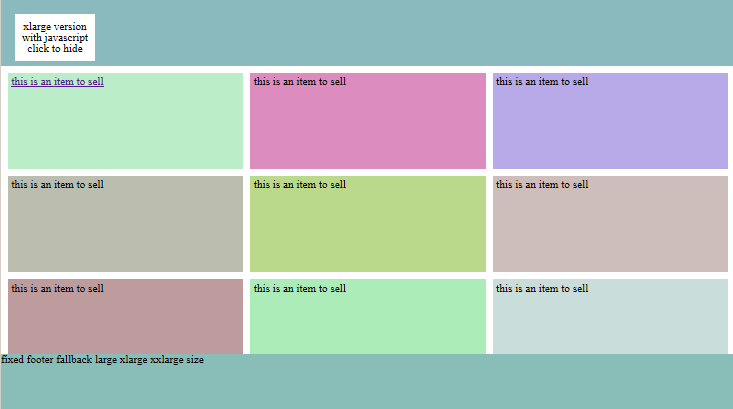 xlarge version
with javascript
click to hide
this is an item to sell
this is an item to sell
this is an item to sell
this is an item to sell
this is an item to sell
this is an item to sell
this is an item to sell
this is an item to sell
this is an item to sell
fixed footer fallback large xlarge xxlarge size